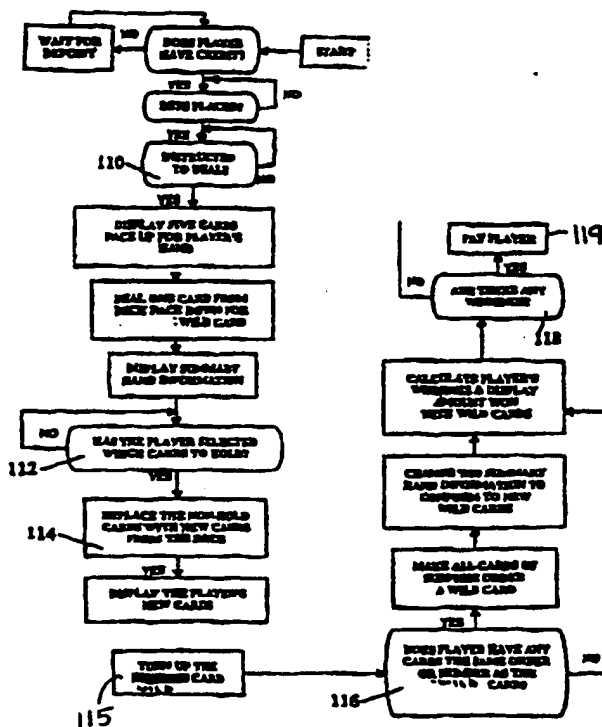 WAIT FOR
DEPOSIT
NO
DOES PLAYER
HAVE CREDIT?
START
YES
NO
BETS PLACED?
YES
110
INSTRUCTED
TO DEAL?
YES
DISPLAY FIVE CARDS
FACE UP FOR PLAYER'S
HAND
DEAL ONE CARD FROM
DECK FACE DOWN FOR
WILD CARD
DISPLAY SUMMARY
HAND INFORMATION
NO
112
HAS THE PLAYER SELECTED
WHICH CARDS TO HOLD?
YES
114
REPLACE THE NON-HOLD
CARDS WITH NEW CARDS
FROM THE DECK
YES
DISPLAY THE PLAYER'S
NEW CARDS
115
TURN UP THE
CARD
116
DOES PLAYER HAVE ANY
CARDS THE SAME
OR NUMBER AS THE
CARDS
NO
YES
MAKE ALL CARDS OF
A WILD CARD
CHANGE THE SUMMARY
HAND INFORMATION TO
CONFORM TO NEW
WILD CARDS
CALCULATE PLAYER'S
WINNINGS & DISPLAY
AMOUNT WON
WITH WILD CARDS
118
ARE THERE ANY
WINNINGS?
NO
YES
PAY PLAYER
119